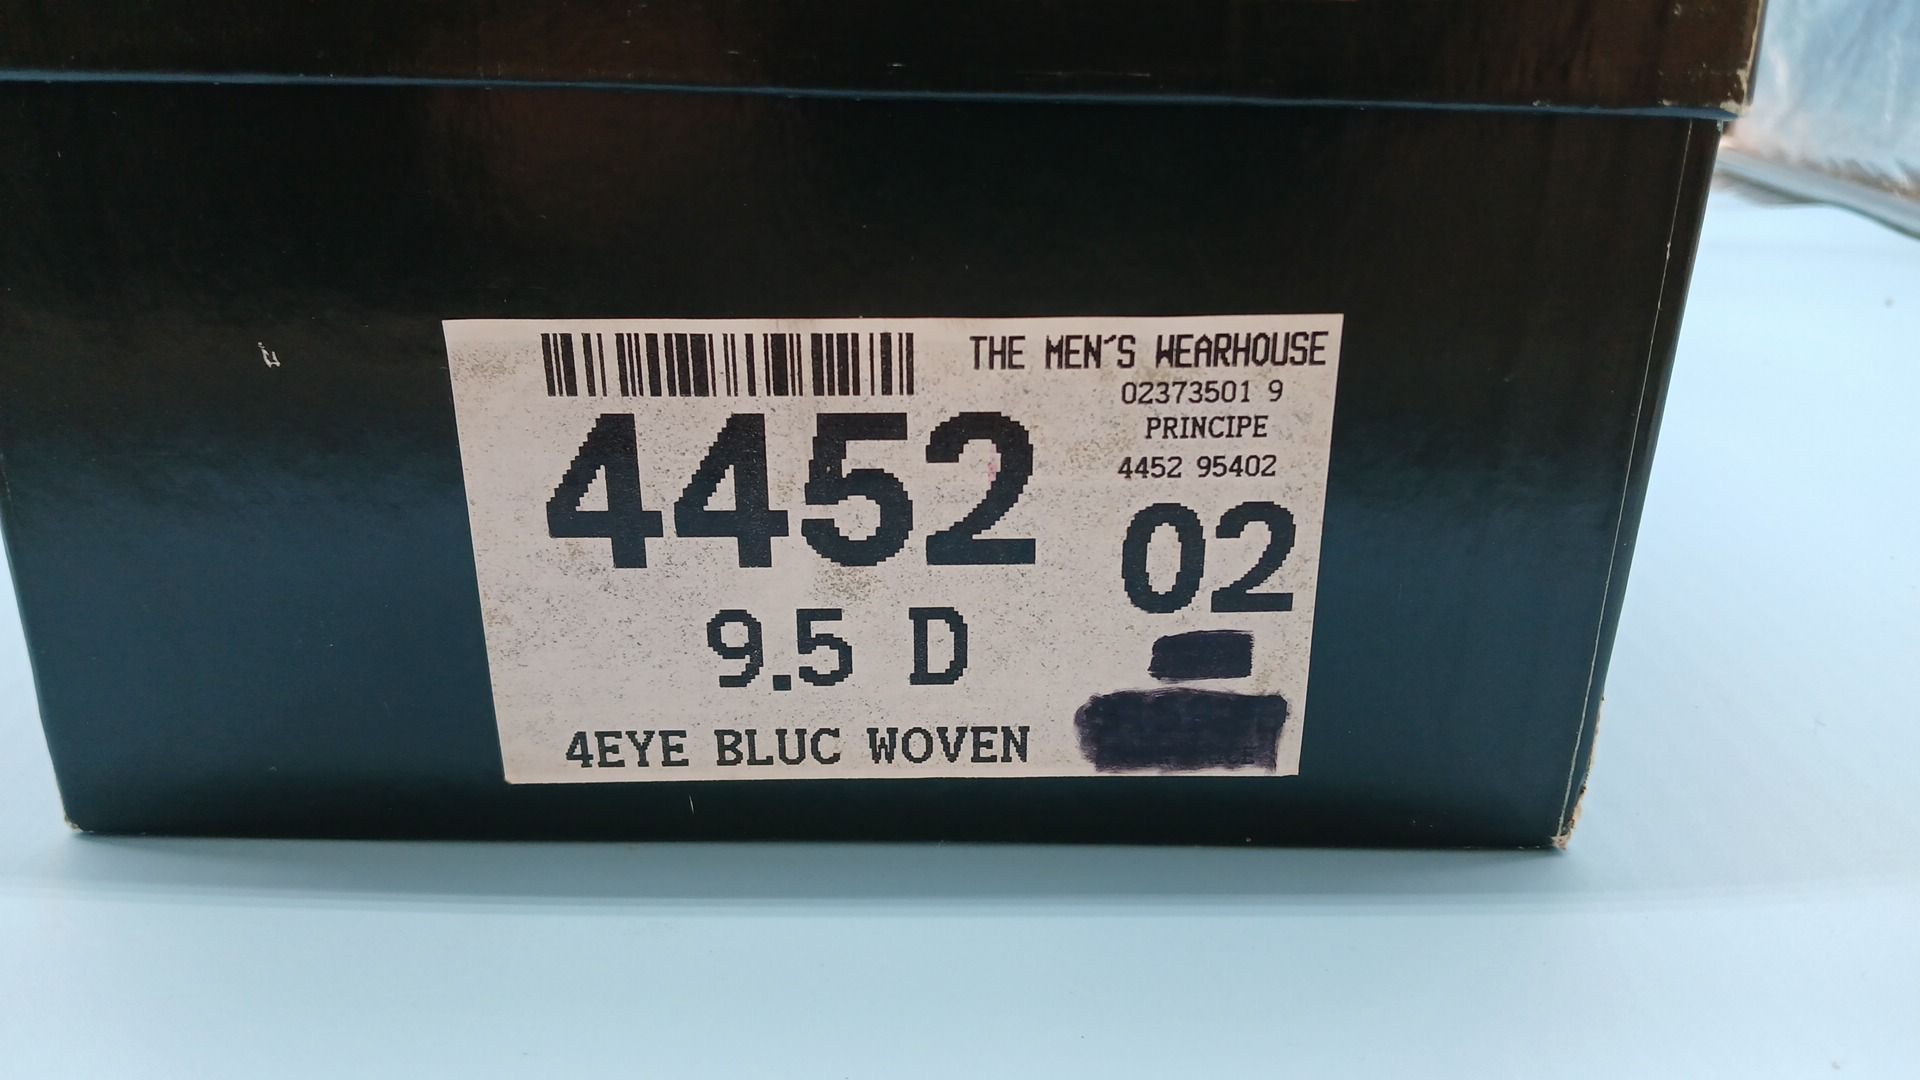 THE MEN'S WEARHOUSE
02373501 9
PRINCIPE
4452 95402
4452
02
9.5 D
4EYE BLUC WOVEN